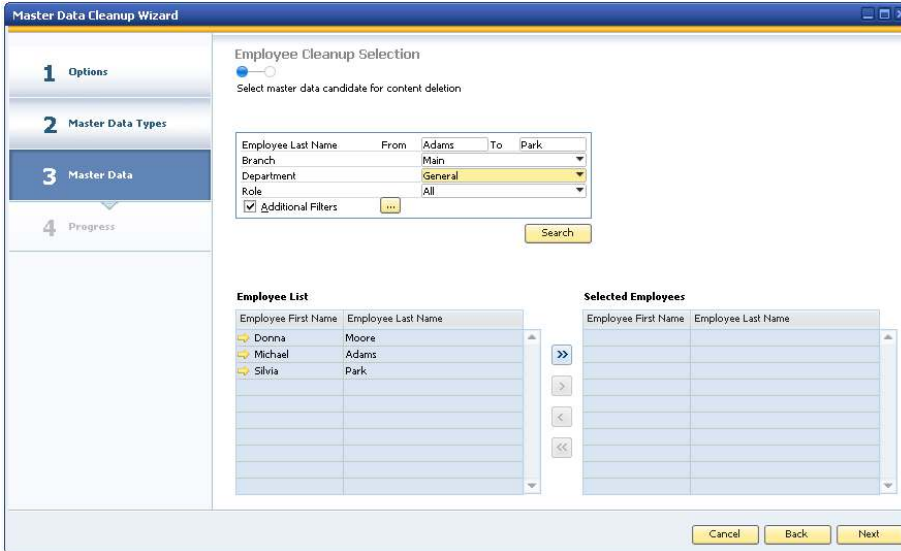 Master Data Cleanup Wizard
1 Options
2 Master Data Types
3 Master Data
4 Progress
Employee Cleanup Selection
Select master data candidate for content deletion
Employee Last Name From Adams To Park
Branch Main
Department General
Role All
Additional Filters ...
Search
Employee List
Employee First Name Employee Last Name
Donna Moore
Michael Adams
Silvia Park
>>
>
<
<<
Selected Employees
Employee First Name Employee Last Name
Cancel Back Next